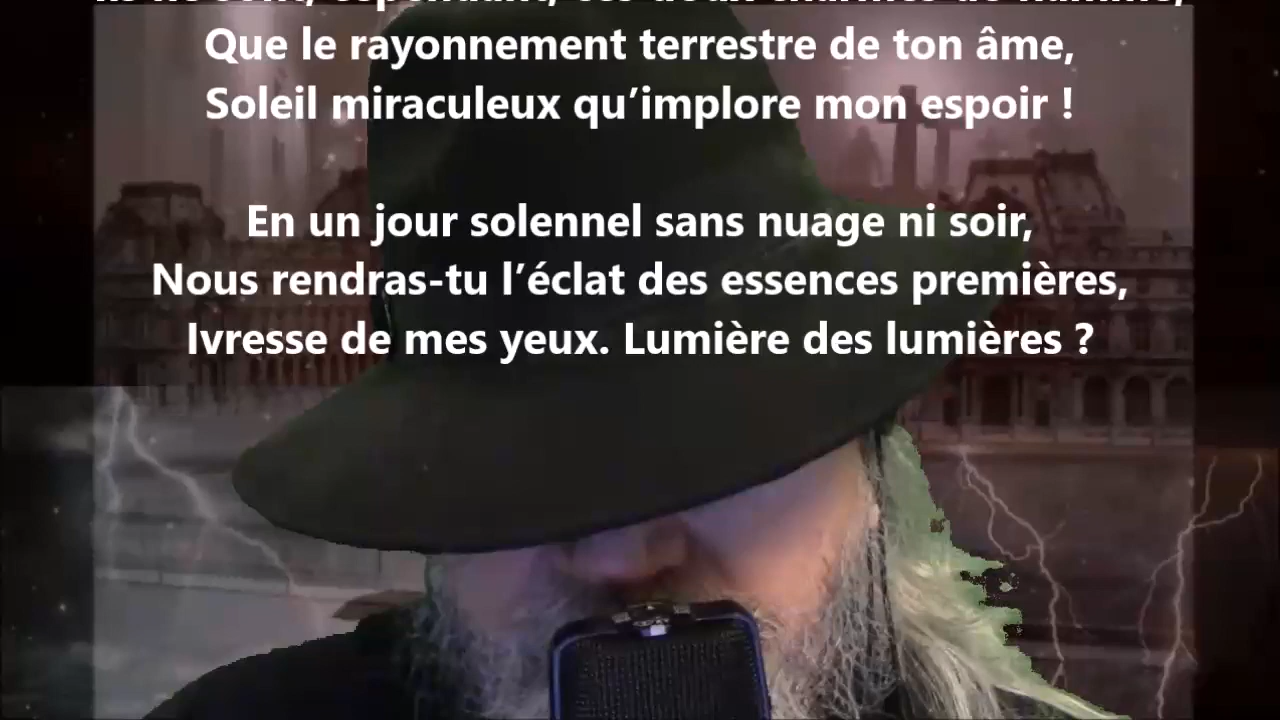 Que le rayonnement terrestre de ton âme,
Soleil miraculeux qu’implore mon espoir !
En un jour solennel sans nuage ni soir,
Nous rendras-tu l’éclat des essences premières,
Ivresse de mes yeux. Lumière des lumières ?